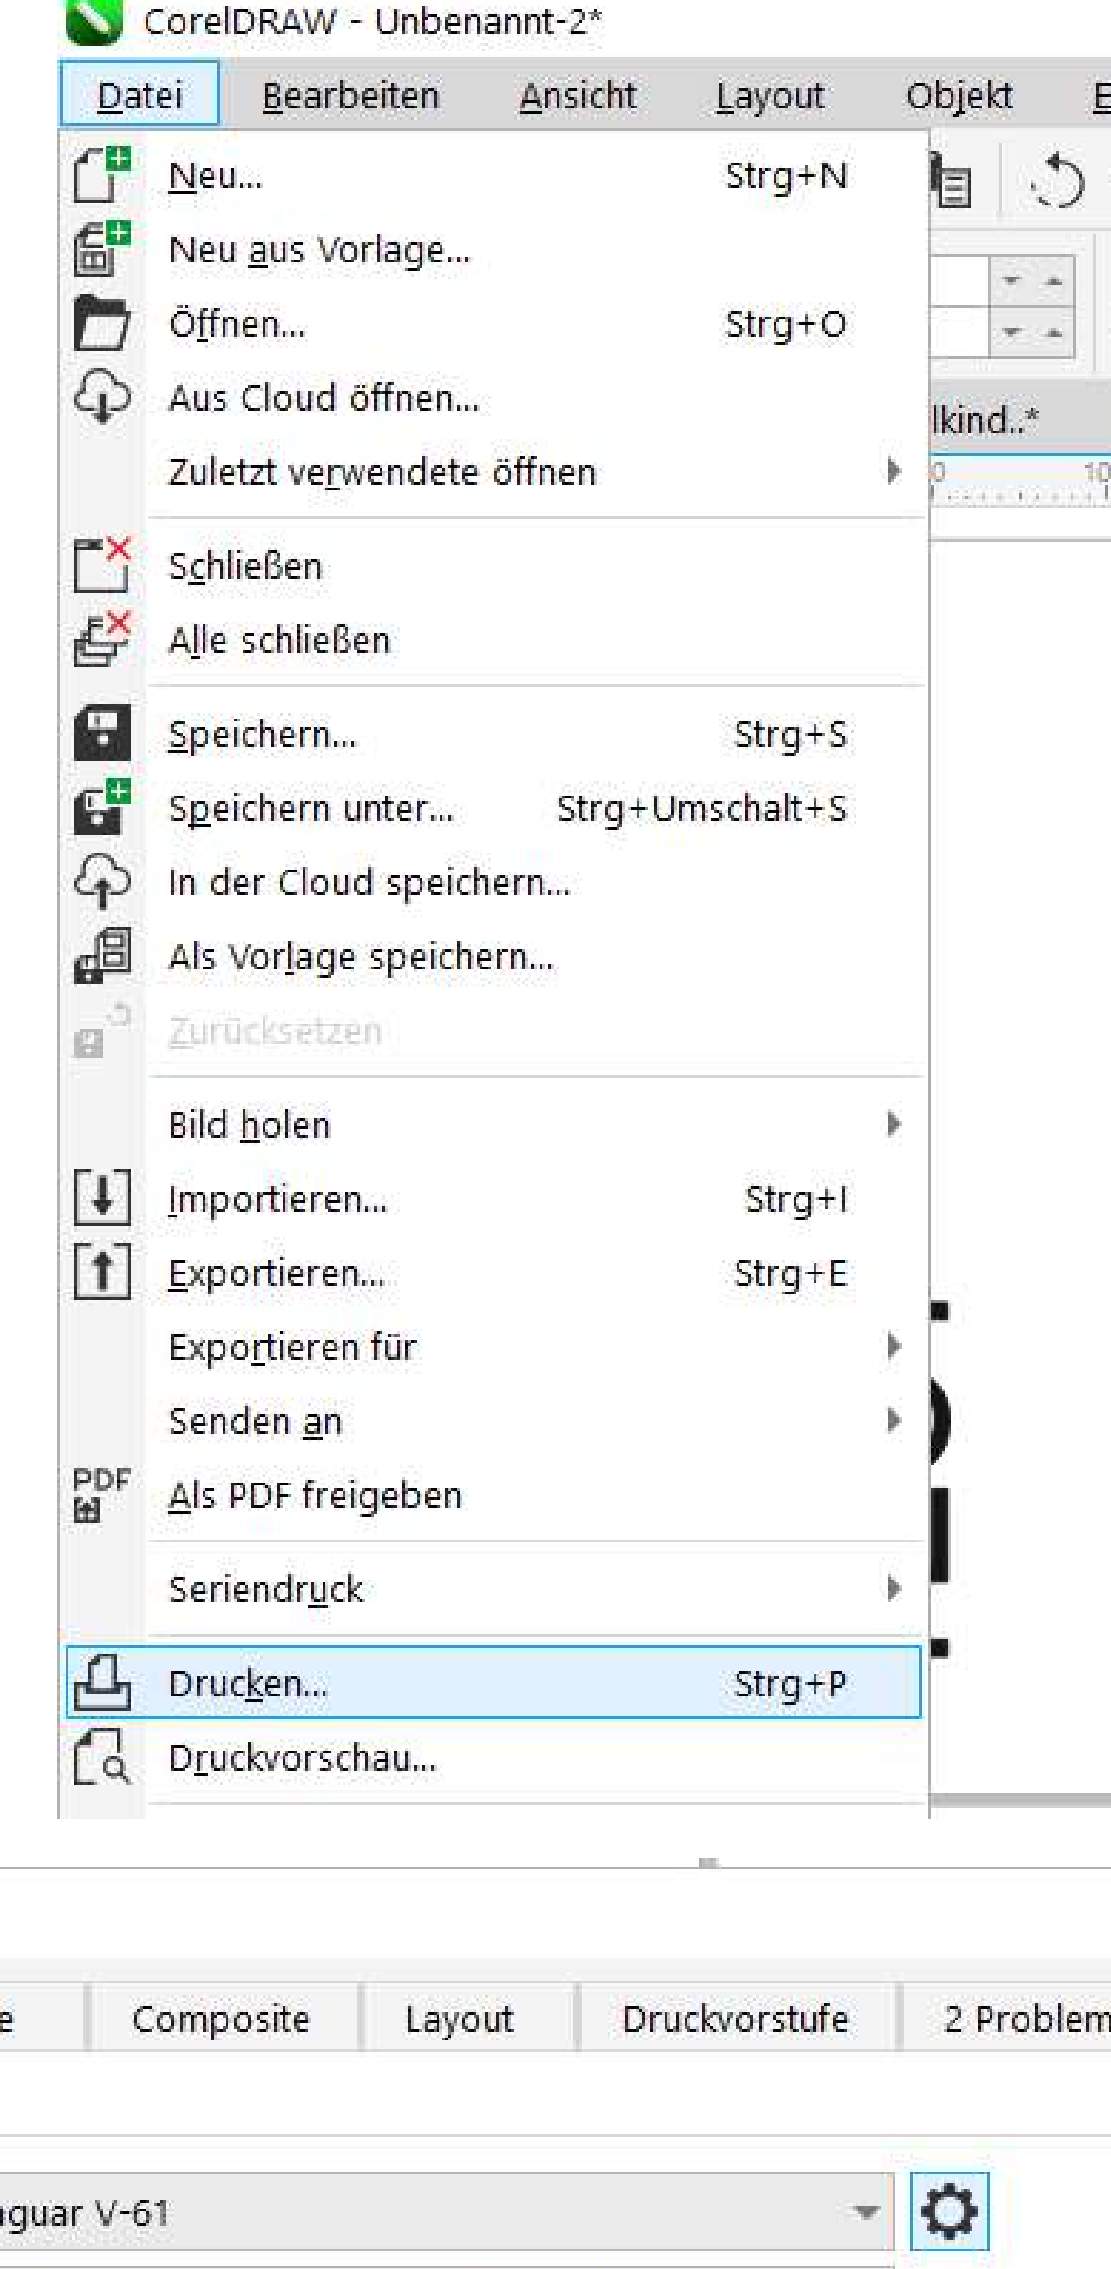 CorelDRAW - Unbenannt-2*
Datei Bearbeiten Ansicht Layout Objekt
Neu... Strg+N
Neu aus Vorlage...
Öffnen... Strg+O
Aus Cloud öffnen...
lkind..*
Zuletzt verwendete öffnen
0 10
Schließen
Alle schließen
Speichern... Strg+S
Speichern unter... Strg+Umschalt+S
In der Cloud speichern...
Als Vorlage speichern...
Zurücksetzen
Bild holen
Importieren... Strg+I
Exportieren... Strg+E
Exportieren für
Senden an
PDF Als PDF freigeben
Seriendruck
Drucken... Strg+P
Druckvorschau...
e Composite Layout Druckvorstufe 2 Problem
aguar V-61